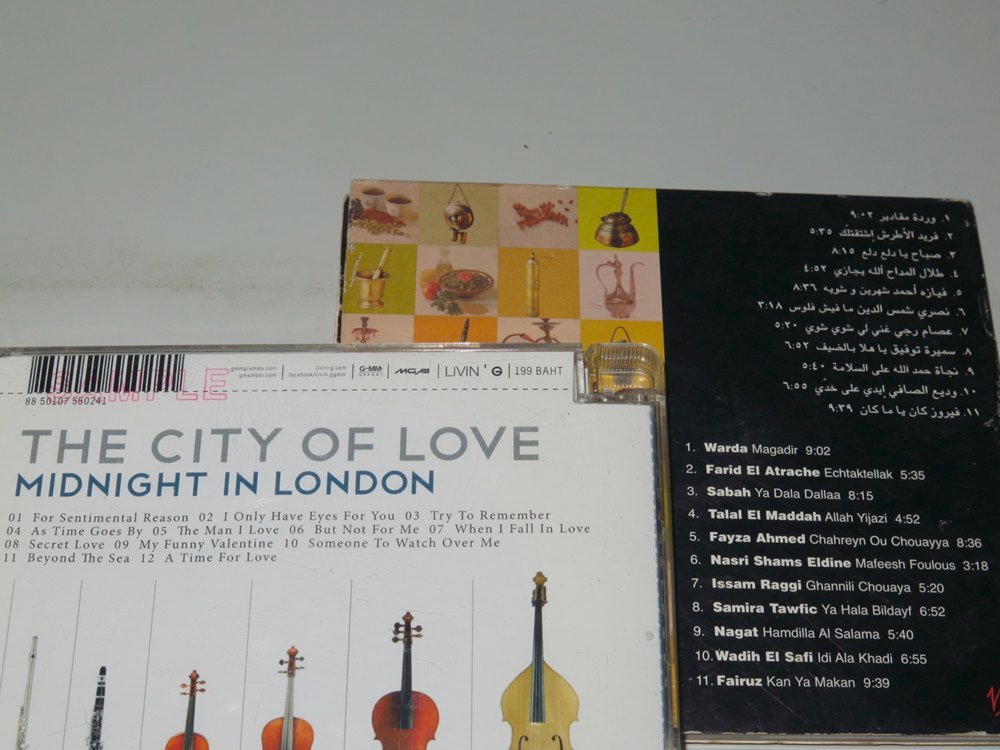 ١. وردة مقادير ٩:٠٢
٢. فريد الأطرش إشتقتلّك ٥:٣٥
٣. صباح يا دلع دلع ٨:١٥
٤. طلال المداح الله يجازي ٤:٥٢
٥. فيازه أحمد شهرين و شويه ٨:٣٦
٦. نصري شمس الدين ما فيش فلوس ٣:١٨
٧. عصام رجي غني لي شوي شوي ٥:٢٠
٨. سميرة توفيق يا هلا بالضيف ٦:٥٢
٩. نجاة حمد الله على السلامة ٥:٤٠
١٠. وديع الصافي إيدي على خدّي ٦:٥٥
١١. فيروز كان يا ما كان ٩:٣٩
1. Warda Magadir 9:02
2. Farid El Atrache Echtaktellak 5:35
3. Sabah Ya Dala Dallaa 8:15
4. Talal El Maddah Allah Yijazi 4:52
5. Fayza Ahmed Chahreyn Ou Chouayya 8:36
6. Nasri Shams Eldine Mafeesh Foulous 3:18
7. Issam Raggi Ghannili Chouaya 5:20
8. Samira Tawfic Ya Hala Bildayf 6:52
9. Nagat Hamdilla Al Salama 5:40
10. Wadih El Safi Idi Ala Khadi 6:55
11. Fairuz Kan Ya Makan 9:39
SAMPLE
88 50107 550241
gmmgrammy.com
gmember.com
livin-g.com
facebook/livin.ggmm
G-MM'
GRAMMY
MGA
LIVIN' G
199 BAHT
THE CITY OF LOVE
MIDNIGHT IN LONDON
01 For Sentimental Reason 02 I Only Have Eyes For You 03 Try To Remember
04 As Time Goes By 05 The Man I Love 06 But Not For Me 07 When I Fall In Love
08 Secret Love 09 My Funny Valentine 10 Someone To Watch Over Me
11 Beyond The Sea 12 A Time For Love